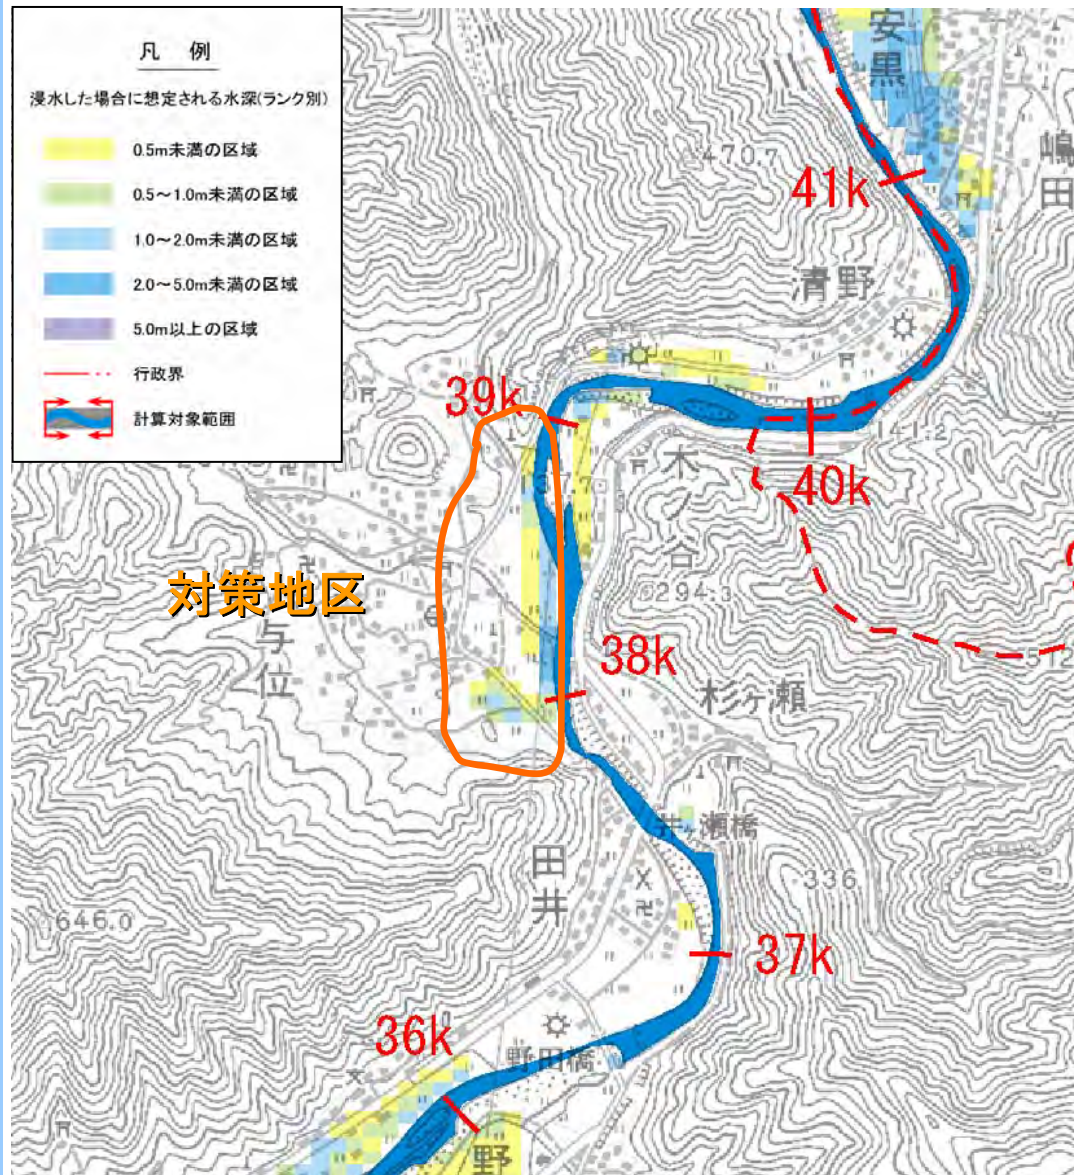 凡 例
浸水した場合に想定される水深(ランク別)
0.5m未満の区域
0.5～1.0m未満の区域
1.0～2.0m未満の区域
2.0～5.0m未満の区域
5.0m以上の区域
行政界
計算対象範囲
安黒
嶋田
470.7
41k
清野
39k
141.2
40k
木ノ谷
294.3
対策地区
与位
38k
杉ケ瀬
512
井ヶ瀬橋
田井
336
646.0
37k
36k
野田橋
野